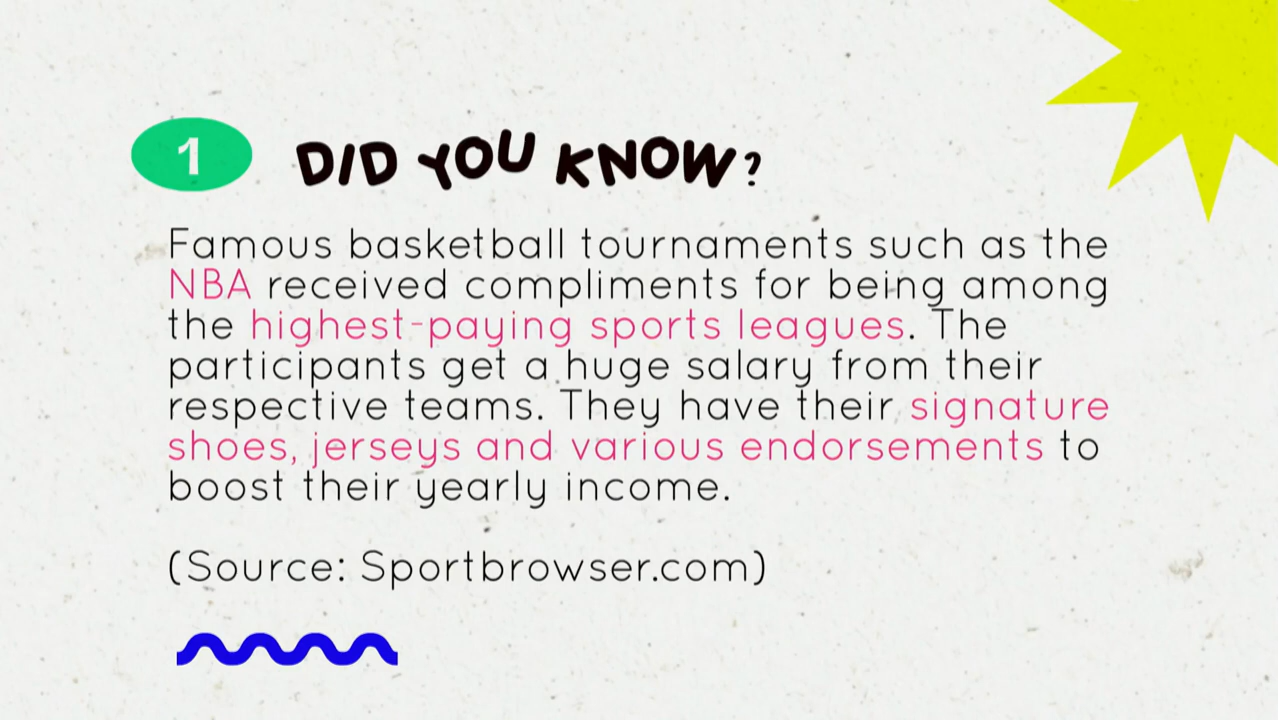 1 DID YOU KNOW?
Famous basketball tournaments such as the
NBA received compliments for being among
the highest-paying sports leagues. The
participants get a huge salary from their
respective teams. They have their signature
shoes, jerseys and various endorsements to
boost their yearly income.
(Source: Sportbrowser.com)